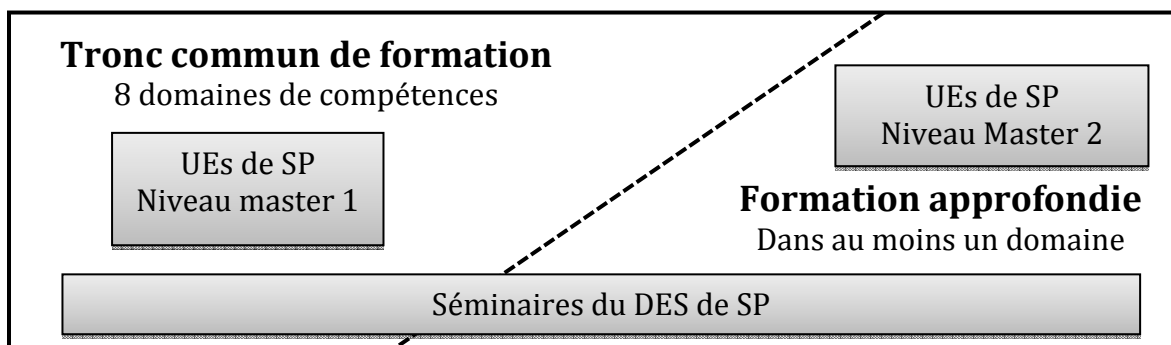 Tronc commun de formation
8 domaines de compétences
UEs de SP
Niveau master 1
UEs de SP
Niveau Master 2
Formation approfondie
Dans au moins un domaine
Séminaires du DES de SP